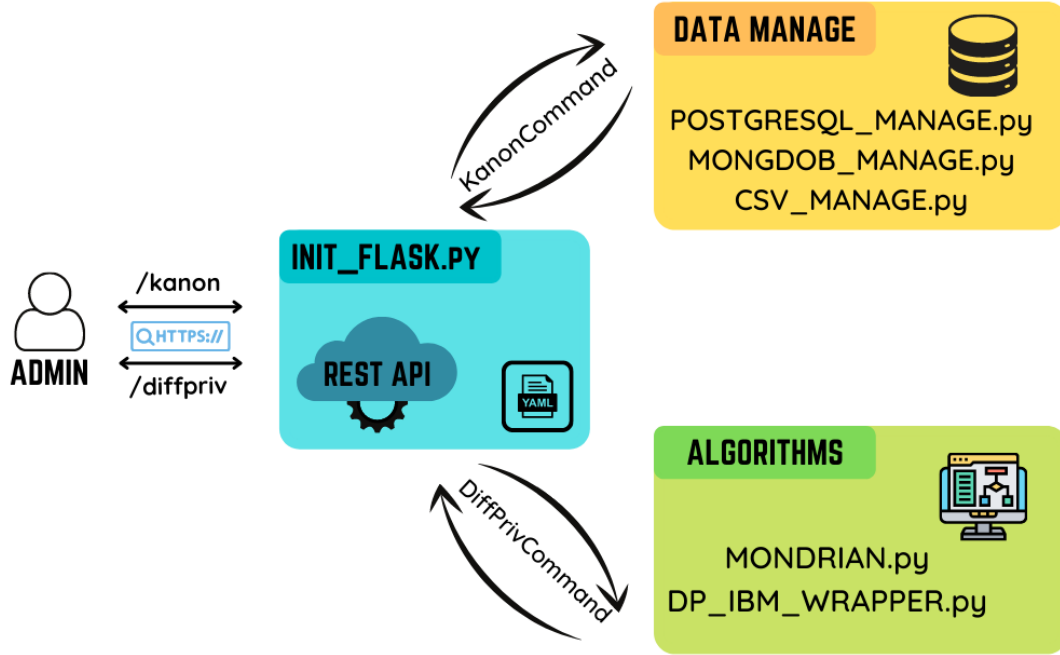 DATA MANAGE
POSTGRESQL_MANAGE.py
MONGDOB_MANAGE.py
CSV_MANAGE.py
KanonCommand
INIT_FLASK.PY
REST API
YAML
/kanon
HTTPS://
/diffpriv
ADMIN
DiffPrivCommand
ALGORITHMS
MONDRIAN.py
DP_IBM_WRAPPER.py